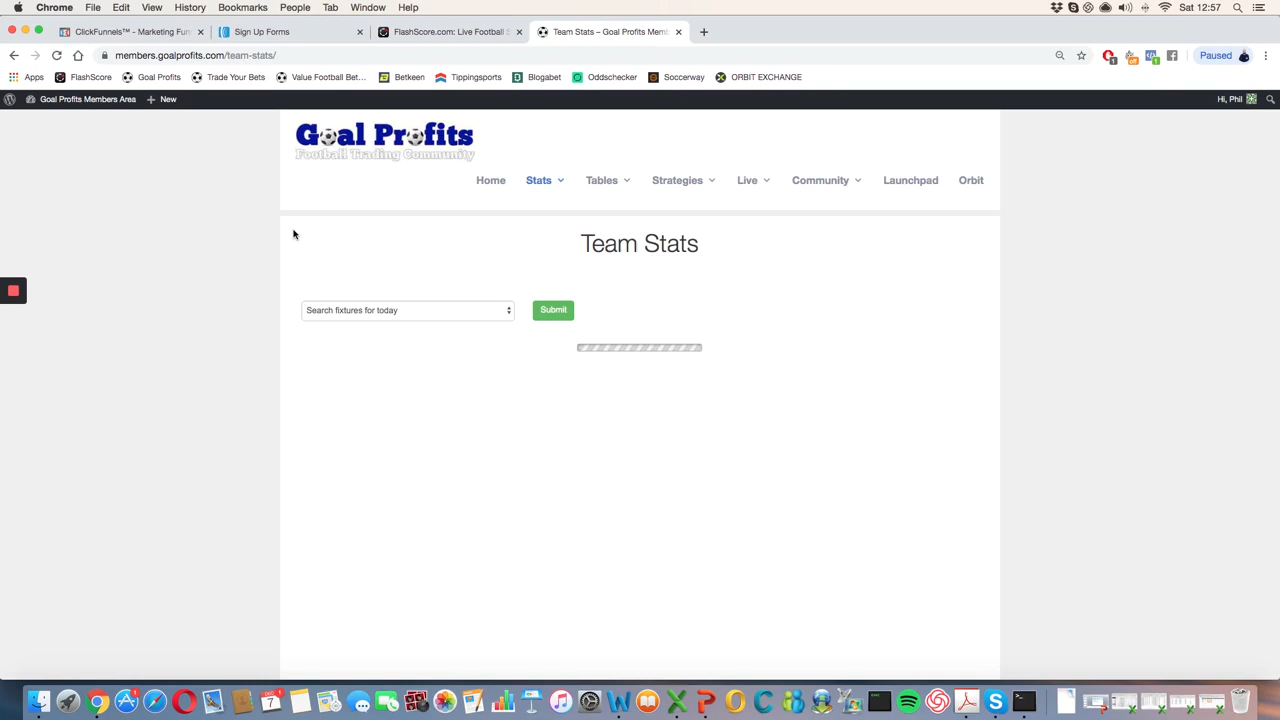 Chrome File Edit View History Bookmarks People Tab Window Help Sat 12:57
ClickFunnels™ - Marketing Fun Sign Up Forms FlashScore.com: Live Football S Team Stats – Goal Profits Memb
members.goalprofits.com/team-stats/ Paused
Apps FlashScore Goal Profits Trade Your Bets Value Football Bet... Betkeen Tippingsports Blogabet Oddschecker Soccerway ORBIT EXCHANGE
Goal Profits Members Area + New Hi, Phil
Goal Profits
Football Trading Community
Home Stats Tables Strategies Live Community Launchpad Orbit
Team Stats
Search fixtures for today Submit